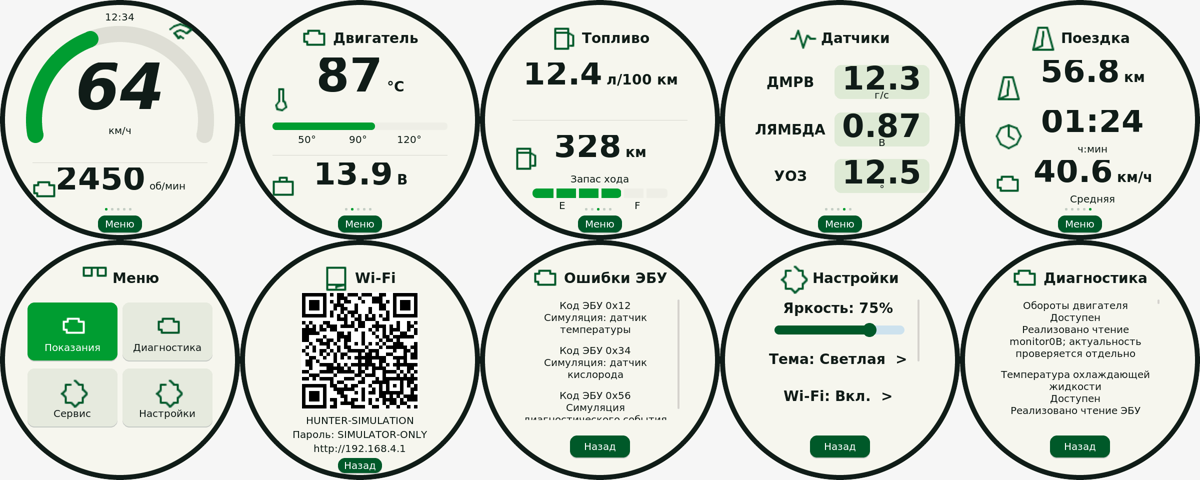 12:34
64
км/ч
2450 об/мин
Меню
Двигатель
87 °C
50° 90° 120°
13.9 В
Меню
Топливо
12.4 л/100 км
328 км
Запас хода
E F
Меню
Датчики
ДМРВ 12.3
г/с
ЛЯМБДА 0.87
В
УОЗ 12.5
°
Меню
Поездка
56.8 км
01:24
ч:мин
40.6 км/ч
Средняя
Меню
Меню
Показания
Диагностика
Сервис
Настройки
Wi-Fi
HUNTER-SIMULATION
Пароль: SIMULATOR-ONLY
http://192.168.4.1
Назад
Ошибки ЭБУ
Код ЭБУ 0x12
Симуляция: датчик
температуры
Код ЭБУ 0x34
Симуляция: датчик
кислорода
Код ЭБУ 0x56
Симуляция
диагностического события
Назад
Настройки
Яркость: 75%
Тема: Светлая >
Wi-Fi: Вкл. >
Назад
Диагностика
Обороты двигателя
Доступен
Реализовано чтение
monitor0B; актуальность
проверяется отдельно
Температура охлаждающей
жидкости
Доступен
Реализовано чтение ЭБУ
Назад